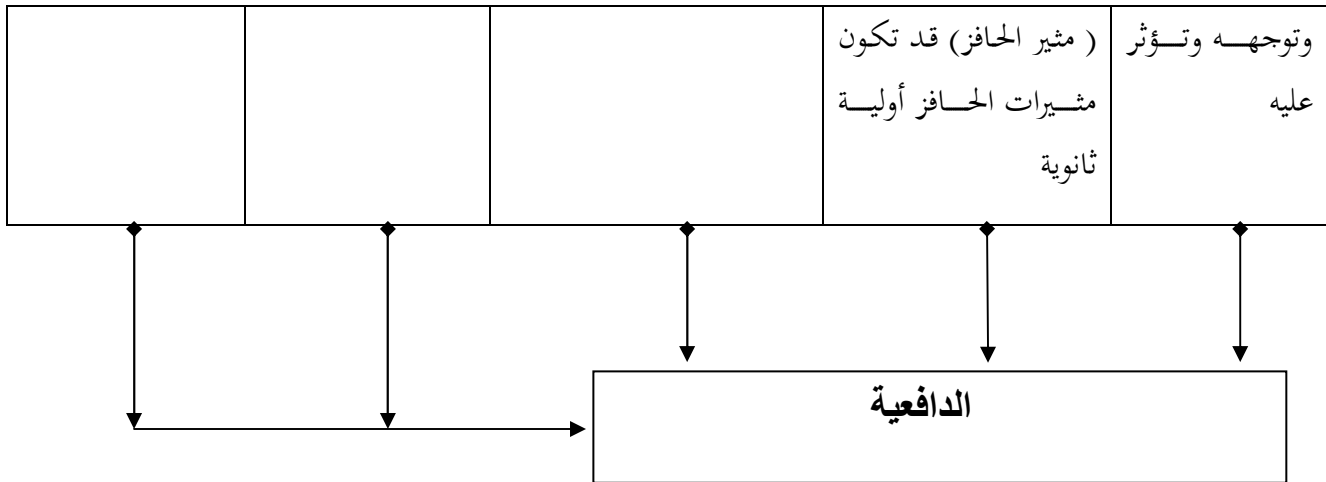 وتوجهه وتؤثر
عليه
( مثير الحافز) قد تكون
مثيرات الحافز أولية
ثانوية
الدافعية